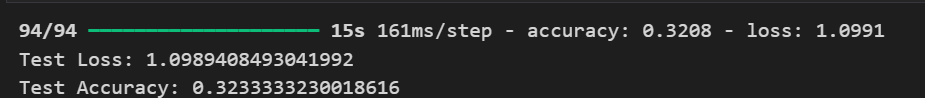 94/94 ━━━━━━━━━━━━━━━━━━━━ 15s 161ms/step - accuracy: 0.3208 - loss: 1.0991
Test Loss: 1.0989408493041992
Test Accuracy: 0.3233333230018616